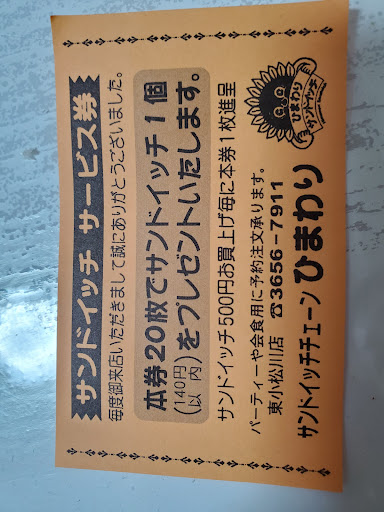 サンドイッチ サービス券
毎度御来店いただきまして誠にありがとうございました。
本券20枚でサンドイッチ1個
(140円以内)をプレゼントいたします。
サンドイッチ500円お買上げ毎に本券1枚進呈
パーティーや会食用に予約注文承ります。
東小松川店 ☎3656-7911
サンドイッチチェーン ひまわり
ひまわり
サンドイッチ